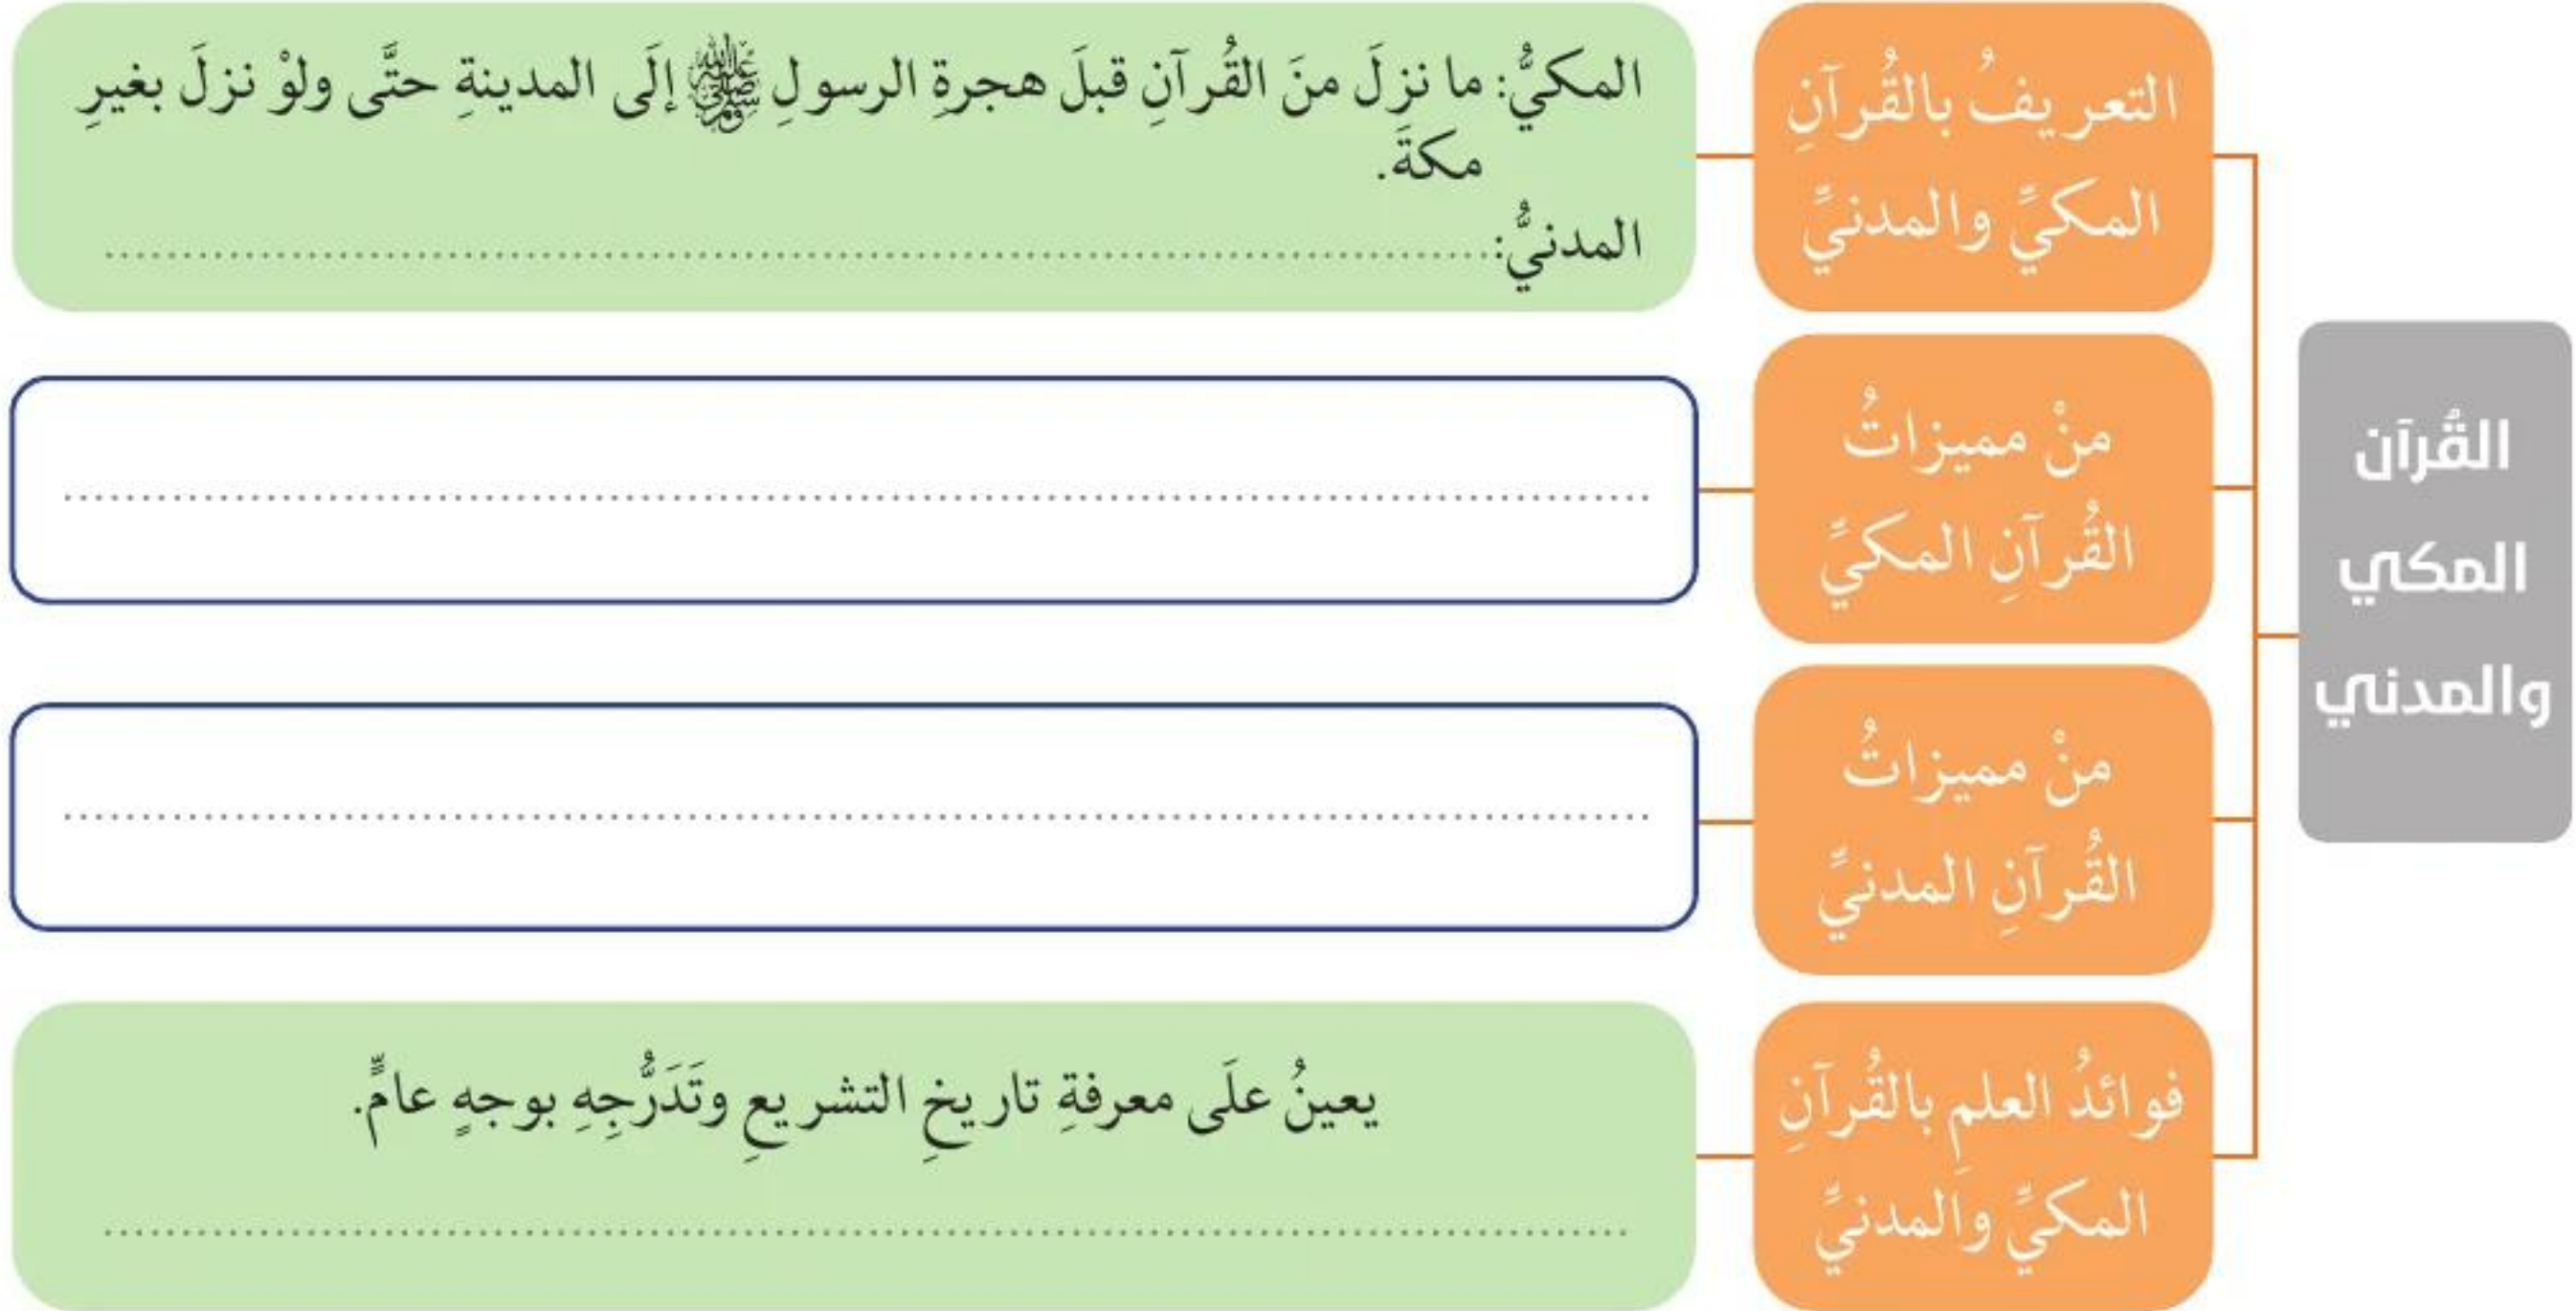 القُرآن
المكي
والمدني
التعريفُ بالقُرآنِ
المكيِّ والمدنيِّ
المكيُّ: ما نزلَ منَ القُرآنِ قبلَ هجرةِ الرسولِ ﷺ إلَى المدينةِ حتَّى ولوْ نزلَ بغيرِ
مكةَ.
المدنيُّ:
منْ مميزاتُ
القُرآنِ المكيِّ
منْ مميزاتُ
القُرآنِ المدنيِّ
فوائدُ العلمِ بالقُرآنِ
المكيِّ والمدنيِّ
يعينُ علَى معرفةِ تاريخِ التشريعِ وتَدَرُّجِهِ بوجهٍ عامٍّ.